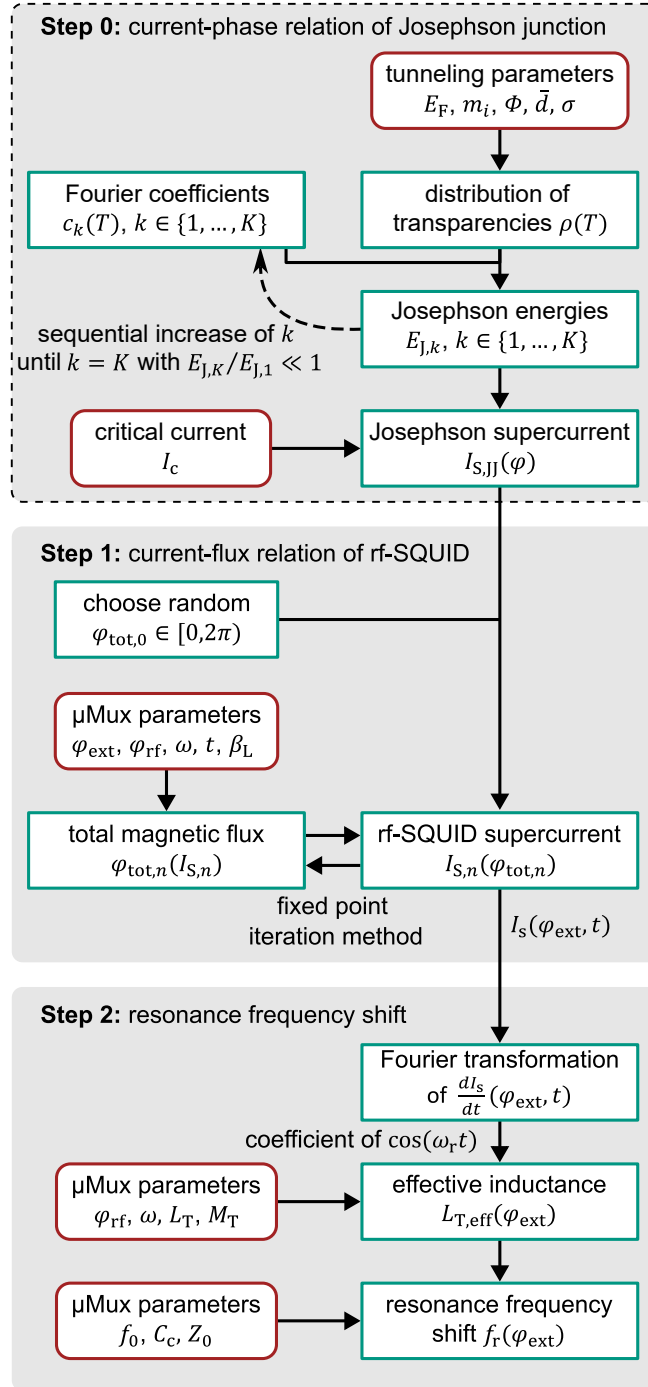 Step 0: current-phase relation of Josephson junction
tunneling parameters
E_F, m_i, Φ, d̄, σ
Fourier coefficients
c_k(T), k ∈ {1, … , K}
distribution of
transparencies ρ(T)
Josephson energies
E_J,k, k ∈ {1, … , K}
sequential increase of k
until k = K with E_J,K/E_J,1 ≪ 1
critical current
I_c
Josephson supercurrent
I_S,JJ(φ)
Step 1: current-flux relation of rf-SQUID
choose random
φ_tot,0 ∈ [0,2π)
µMux parameters
φ_ext, φ_rf, ω, t, β_L
total magnetic flux
φ_tot,n(I_S,n)
rf-SQUID supercurrent
I_S,n(φ_tot,n)
fixed point
iteration method
I_s(φ_ext, t)
Step 2: resonance frequency shift
Fourier transformation
of dI_s/dt (φ_ext, t)
coefficient of cos(ω_r t)
µMux parameters
φ_rf, ω, L_T, M_T
effective inductance
L_T,eff(φ_ext)
µMux parameters
f_0, C_c, Z_0
resonance frequency
shift f_r(φ_ext)